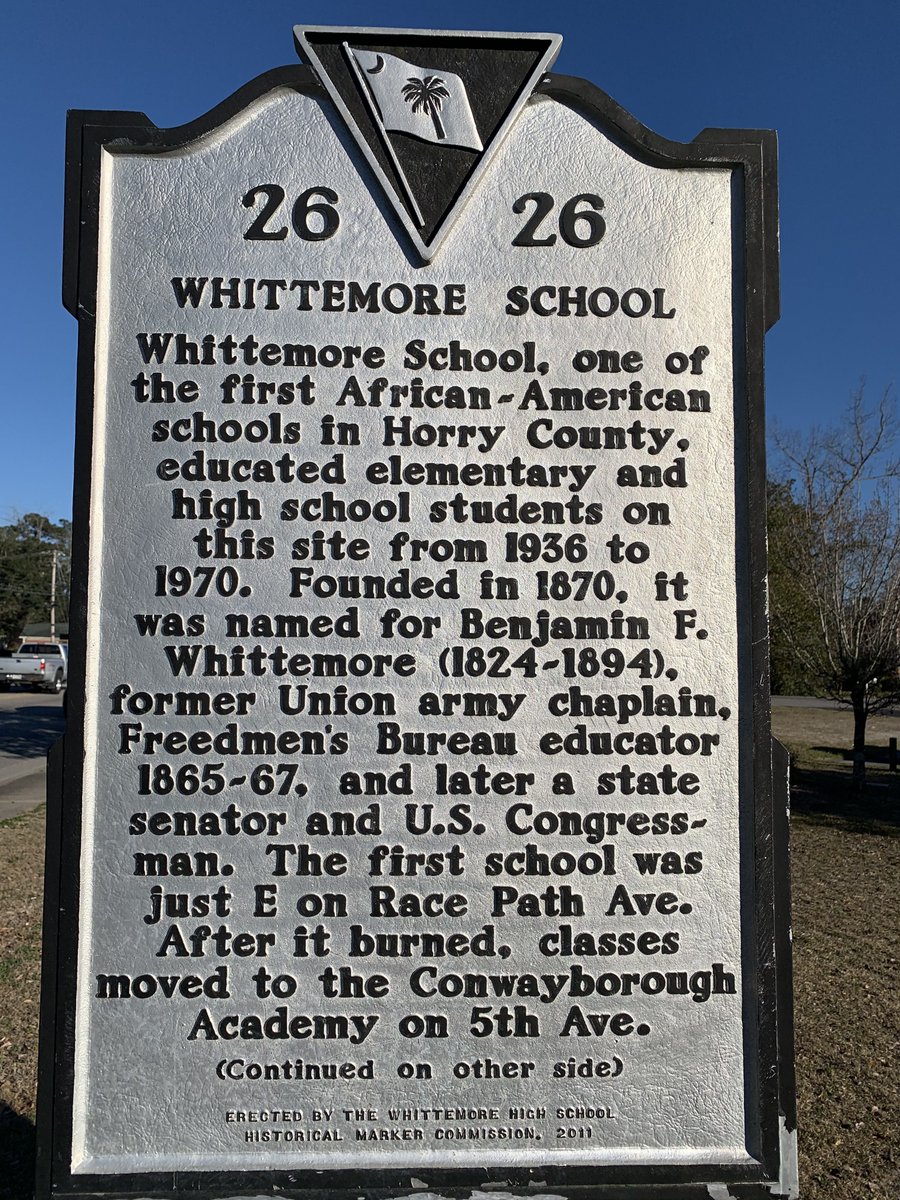 26 26
WHITTEMORE SCHOOL
Whittemore School, one of
the first African-American
schools in Horry County,
educated elementary and
high school students on
this site from 1936 to
1970. Founded in 1870, it
was named for Benjamin F.
Whittemore (1824-1894),
former Union army chaplain,
Freedmen's Bureau educator
1865-67, and later a state
senator and U.S. Congress-
man. The first school was
just E on Race Path Ave.
After it burned, classes
moved to the Conwayborough
Academy on 5th Ave.
(Continued on other side)
ERECTED BY THE WHITTEMORE HIGH SCHOOL
HISTORICAL MARKER COMMISSION, 2011